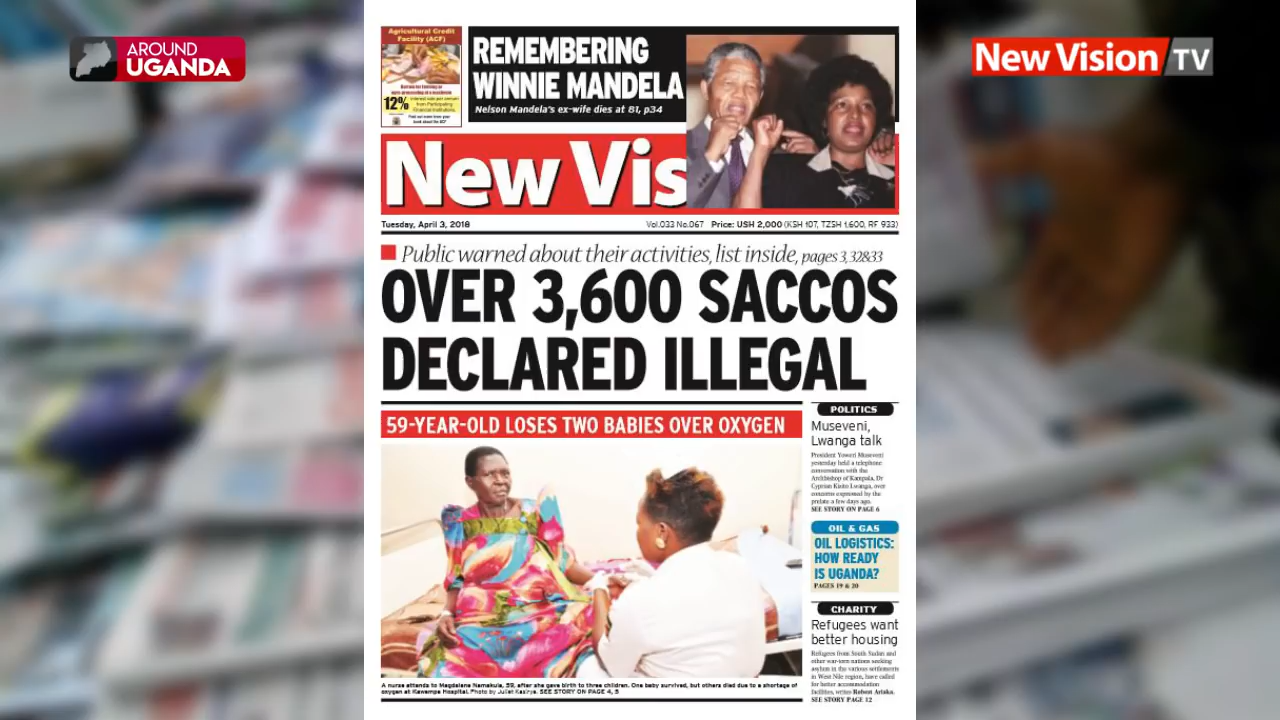 AROUND
UGANDA
New Vision TV
Agricultural Credit
Facility (ACF)
12%
REMEMBERING
WINNIE MANDELA
Nelson Mandela's ex-wife dies at 81, p34
New Vis
Tuesday, April 3, 2018
Vol.033 No.067 Price: USH 2,000 (KSH 107, TZSH 1,600, RF 933)
Public warned about their activities, list inside, pages 3,32&33
OVER 3,600 SACCOS
DECLARED ILLEGAL
59-YEAR-OLD LOSES TWO BABIES OVER OXYGEN
A nurse attends to Magdalene Namakula, 59, after she gave birth to three children. One baby survived, but others died due to a shortage of
oxygen at Kawempe Hospital. Photo by Juliet Kasirye. SEE STORY ON PAGE 4, 5
POLITICS
Museveni,
Lwanga talk
President Yoweri Museveni
yesterday held a telephone
conversation with the
Archbishop of Kampala, Dr
Cyprian Kizito Lwanga, over
concerns expressed by the
prelate a few days ago.
SEE STORY ON PAGE 6
OIL & GAS
OIL LOGISTICS:
HOW READY
IS UGANDA?
PAGES 19 & 20
CHARITY
Refugees want
better housing
Refugees from South Sudan and
other war-torn nations seeking
asylum in the various settlements
in West Nile region, have called
for better accommodation
facilities, writes Robert Ariaka.
SEE STORY PAGE 12